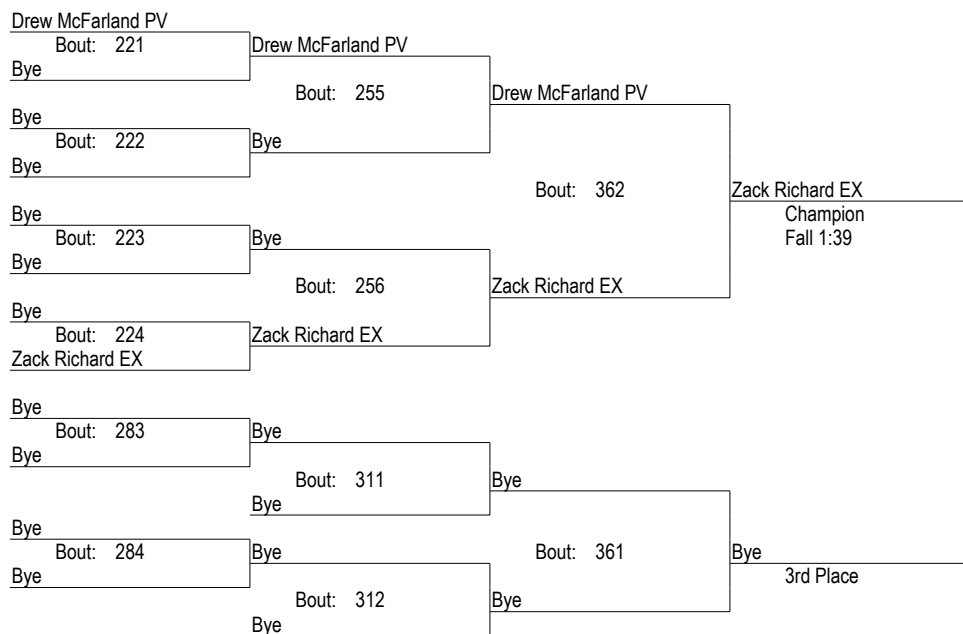 Drew McFarland PV
Bout: 221
Drew McFarland PV
Bye
Bout: 255
Drew McFarland PV
Bye
Bout: 222
Bye
Bye
Bout: 362
Zack Richard EX
Bye
Champion
Bout: 223
Bye
Fall 1:39
Bye
Bout: 256
Zack Richard EX
Bye
Bout: 224
Zack Richard EX
Zack Richard EX
Bye
Bout: 283
Bye
Bye
Bout: 311
Bye
Bye
Bye
Bout: 284
Bye
Bout: 361
Bye
Bye
3rd Place
Bout: 312
Bye
Bye